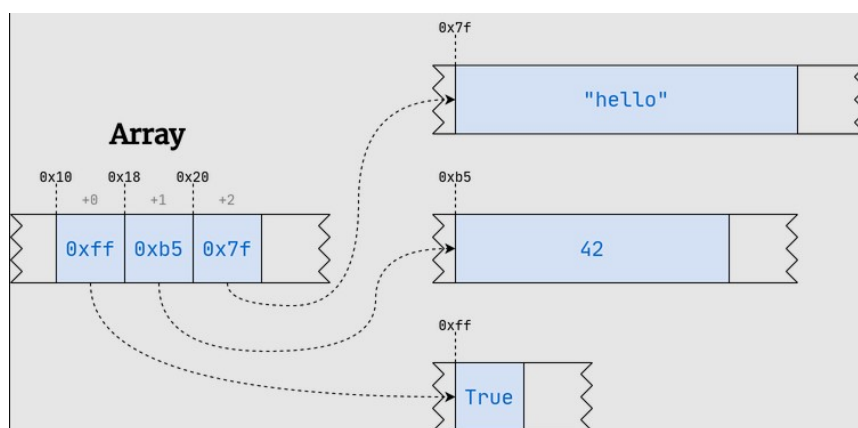 0x7f
"hello"
Array
0x10 0x18 0x20
+0 +1 +2
0xff 0xb5 0x7f
0xb5
42
0xff
True